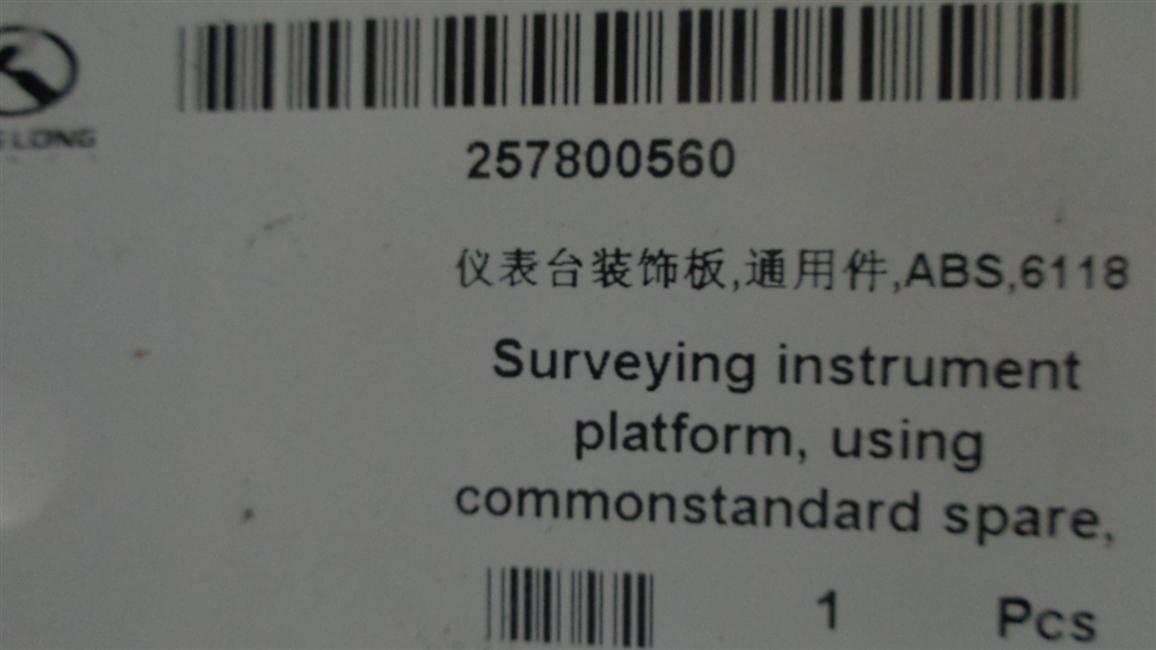 LONG
257800560
仪表台装饰板,通用件,ABS,6118
Surveying instrument
platform, using
commonstandard spare,
1 Pcs